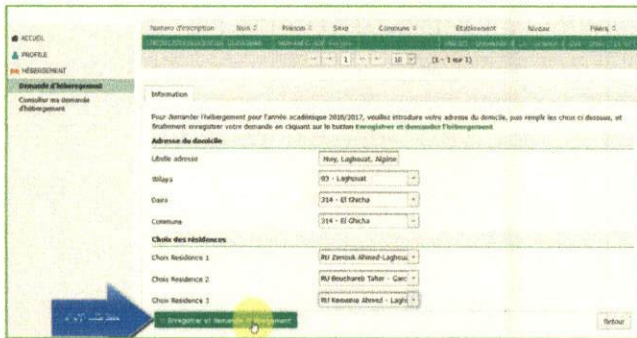 Numéro d'inscription Nom Prénom Sexe Commune Etablissement Niveau Filière
ACCUEIL
PROFILE
HÉBERGEMENT
Demande d'hébergement
Consulter ma demande d'hébergement
1 10 (1 - 1 sur 1)
Information
Pour demander l'hébergement pour l'année académique 2016/2017, veuillez introduire votre adresse du domicile, puis remplir les choix ci dessous, et
finalement enregistrer votre demande en cliquant sur le button Enregistrer et demander l'hébergement
Adresse du domicile
Libelle adresse
Hay, Laghouat, Algérie
Wilaya
03 - Laghouat
Daira
314 - El Ghicha
Commune
314 - El Ghicha
Choix des résidences
Choix Residence 1
RU Zenouk Ahmed-Laghou
Choix Residence 2
RU Bouchareb Taher - Garc
Choix Residence 3
RU Ahmed - Lagh
Enregistrer et demander l'hébergement
Retour